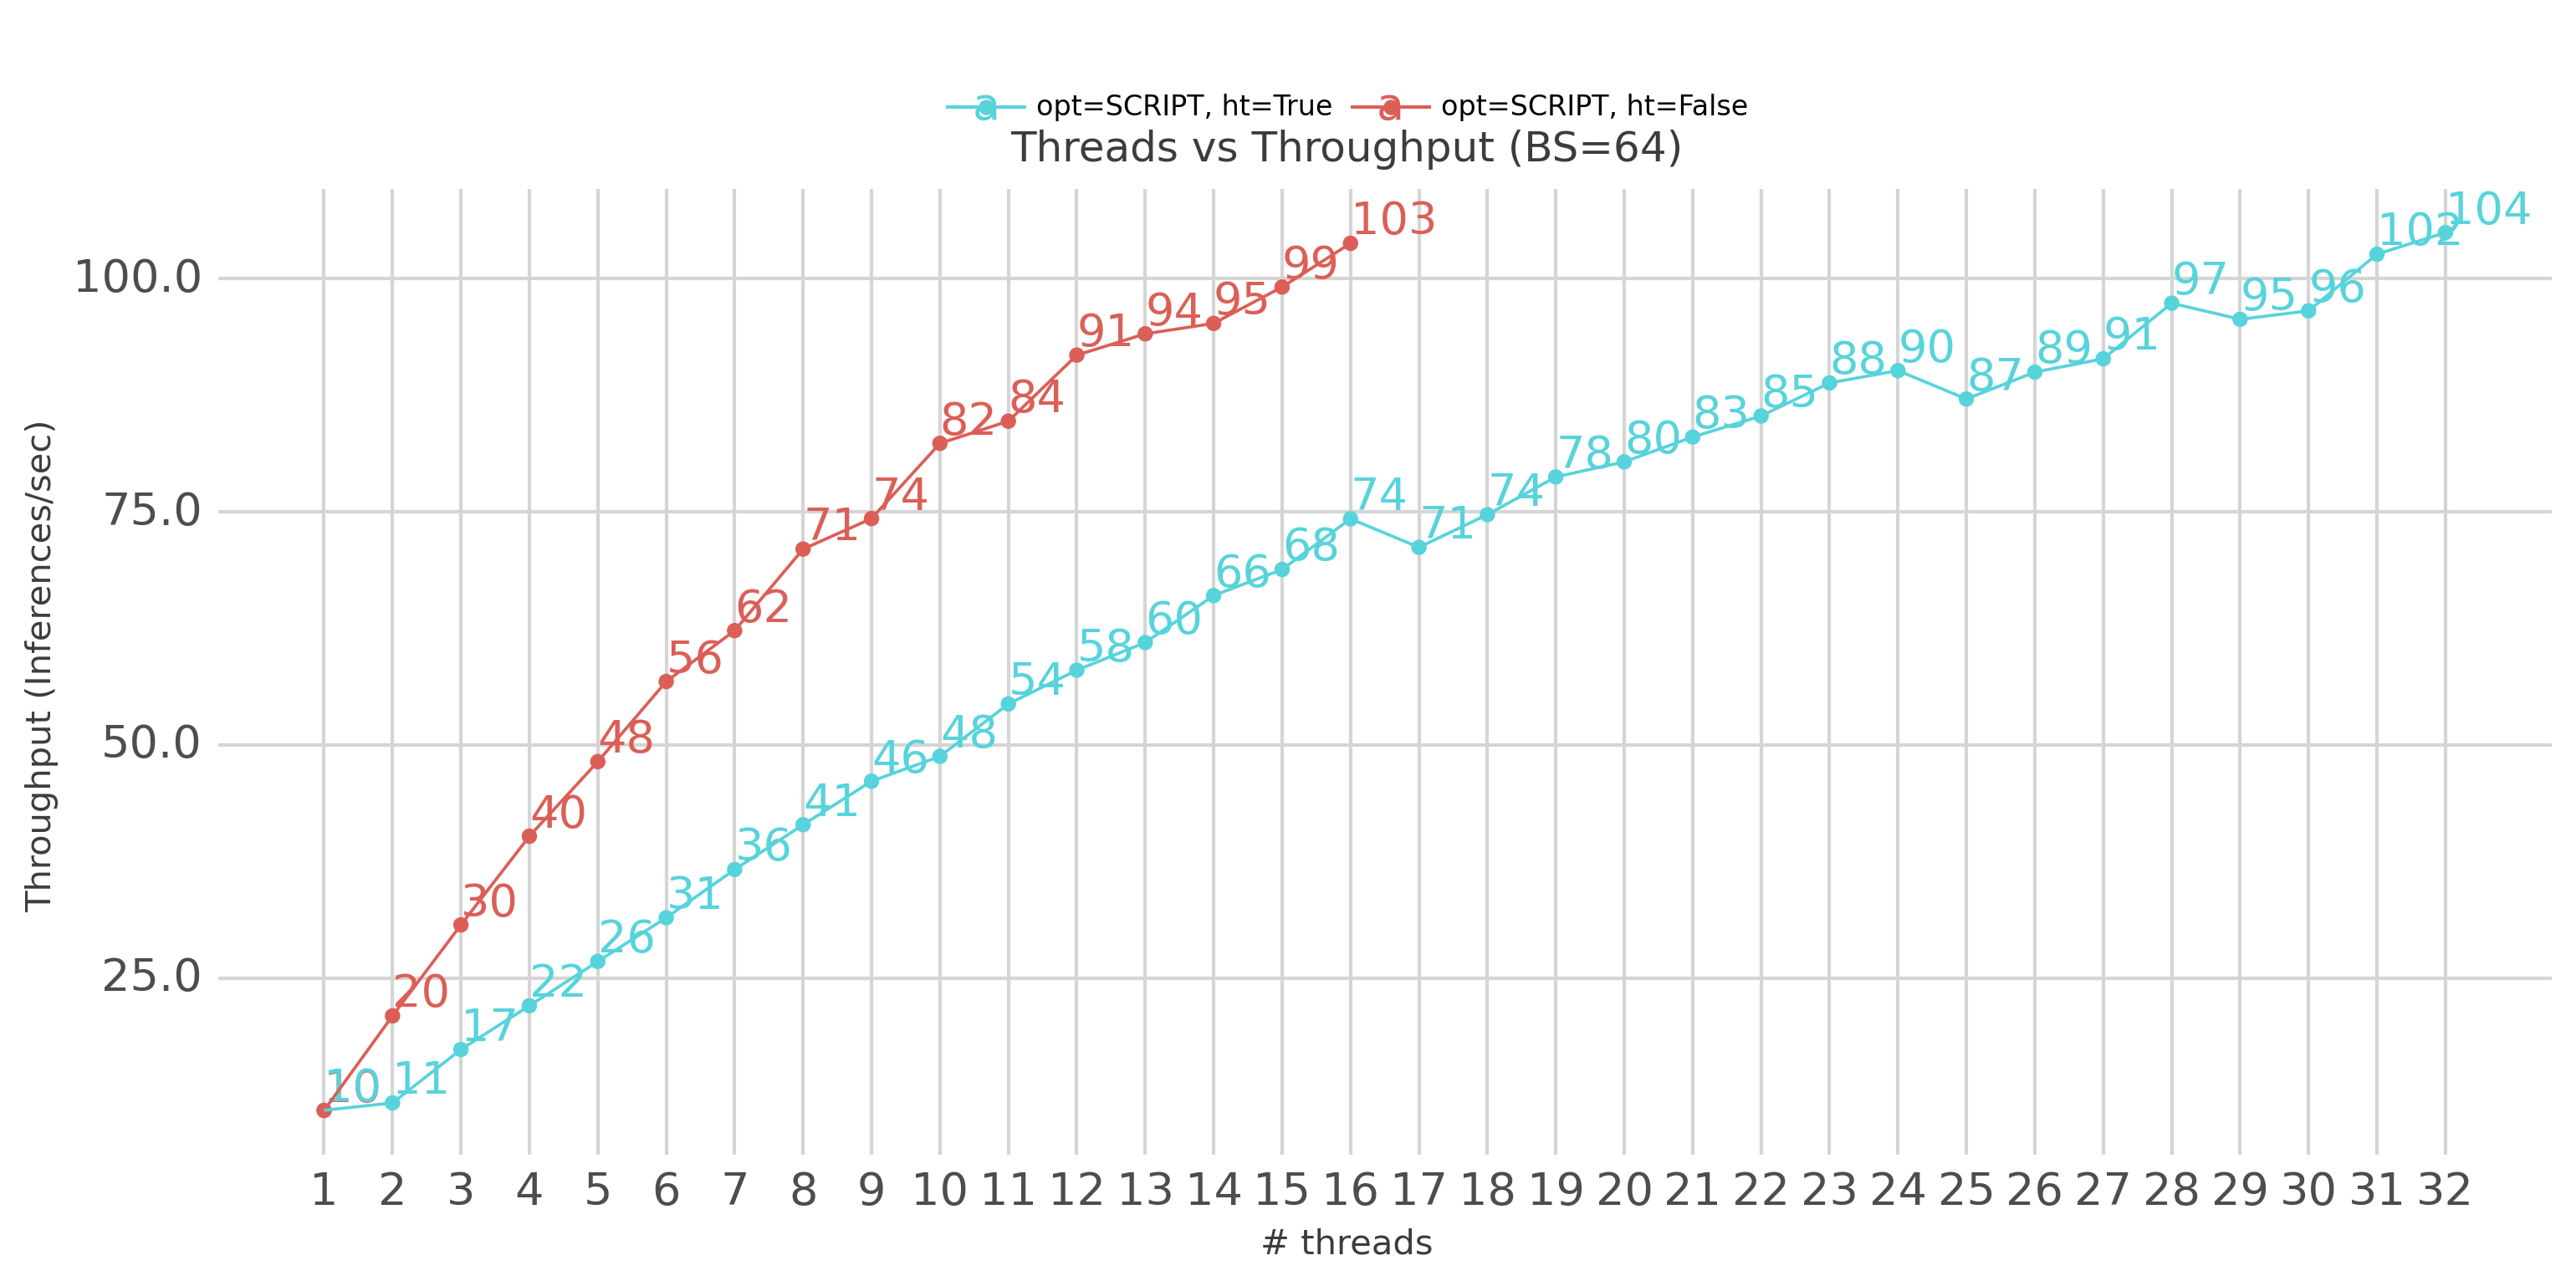 a opt=SCRIPT, ht=True a opt=SCRIPT, ht=False
Threads vs Throughput (BS=64)
Throughput (Inferences/sec)
100.0
75.0
50.0
25.0
10 20 30 40 48 56 62 71 74 82 84 91 94 95 99 103
10 11 17 22 26 31 36 41 46 48 54 58 60 66 68 74 71 74 78 80 83 85 88 90 87 89 91 97 95 96 102 104
1 2 3 4 5 6 7 8 9 10 11 12 13 14 15 16 17 18 19 20 21 22 23 24 25 26 27 28 29 30 31 32
# threads